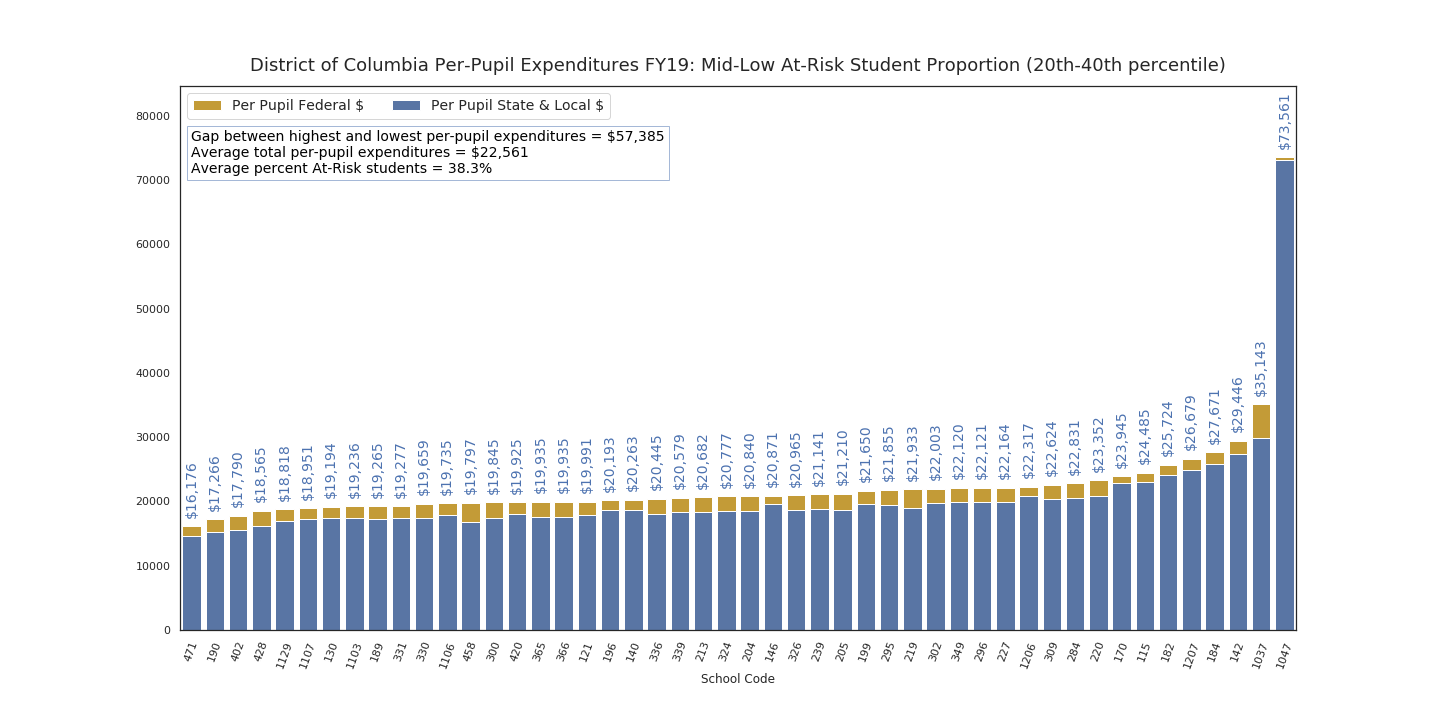 District of Columbia Per-Pupil Expenditures FY19: Mid-Low At-Risk Student Proportion (20th-40th percentile)
Per Pupil Federal $ Per Pupil State & Local $
Gap between highest and lowest per-pupil expenditures = $57,385
Average total per-pupil expenditures = $22,561
Average percent At-Risk students = 38.3%
80000
70000
60000
50000
40000
30000
20000
10000
0
$16,176 $17,266 $17,790 $18,565 $18,818 $18,951 $19,194 $19,236 $19,265 $19,277 $19,659 $19,735 $19,797 $19,845 $19,925 $19,935 $19,935 $19,991 $20,193 $20,263 $20,445 $20,579 $20,682 $20,777 $20,840 $20,871 $20,965 $21,141 $21,210 $21,650 $21,855 $21,933 $22,003 $22,120 $22,121 $22,164 $22,317 $22,624 $22,831 $23,352 $23,945 $24,485 $25,724 $26,679 $27,671 $29,446 $35,143 $73,561
471 190 402 428 1129 1107 130 1103 189 331 330 1106 458 300 420 365 366 121 196 140 336 339 213 324 204 146 326 239 205 199 295 219 302 349 296 227 1206 309 284 220 170 115 182 1207 184 142 1037 1047
School Code